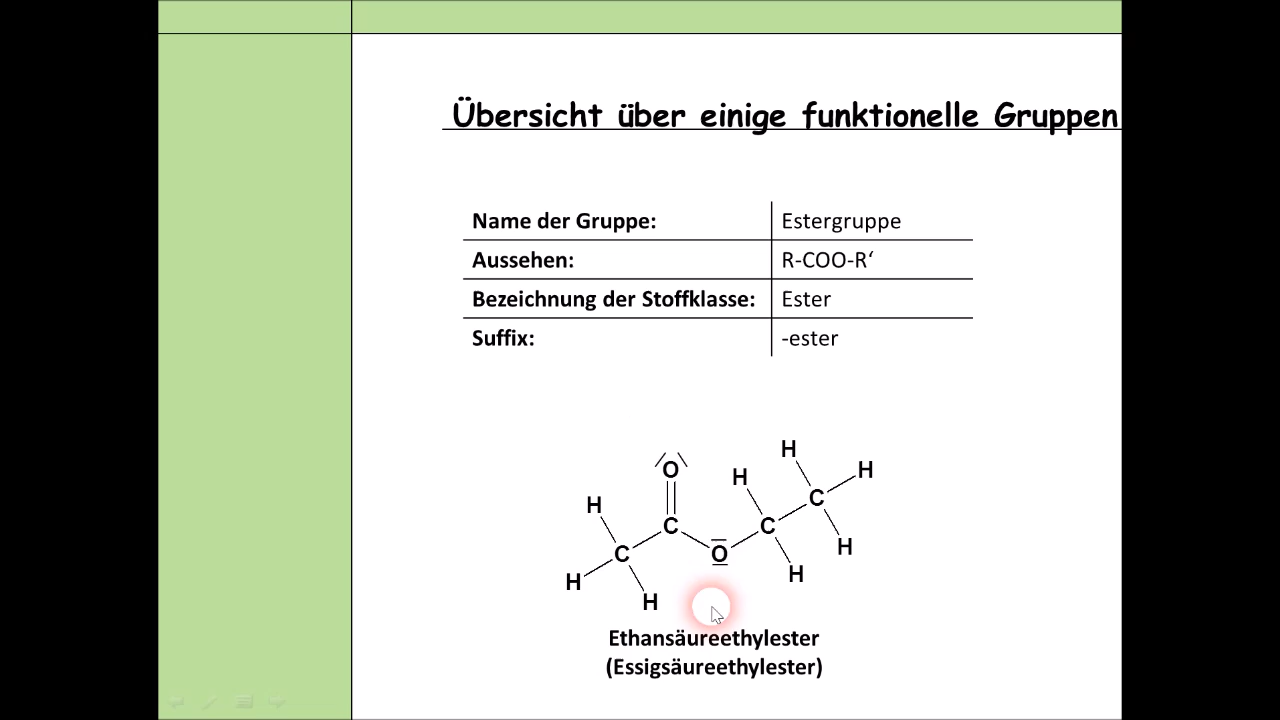 Übersicht über einige funktionelle Gruppen
Name der Gruppe: Estergruppe
Aussehen: R-COO-R‘
Bezeichnung der Stoffklasse: Ester
Suffix: -ester
H
O H H
H C
H C C
C O
H H H
H
Ethansäureethylester
(Essigsäureethylester)